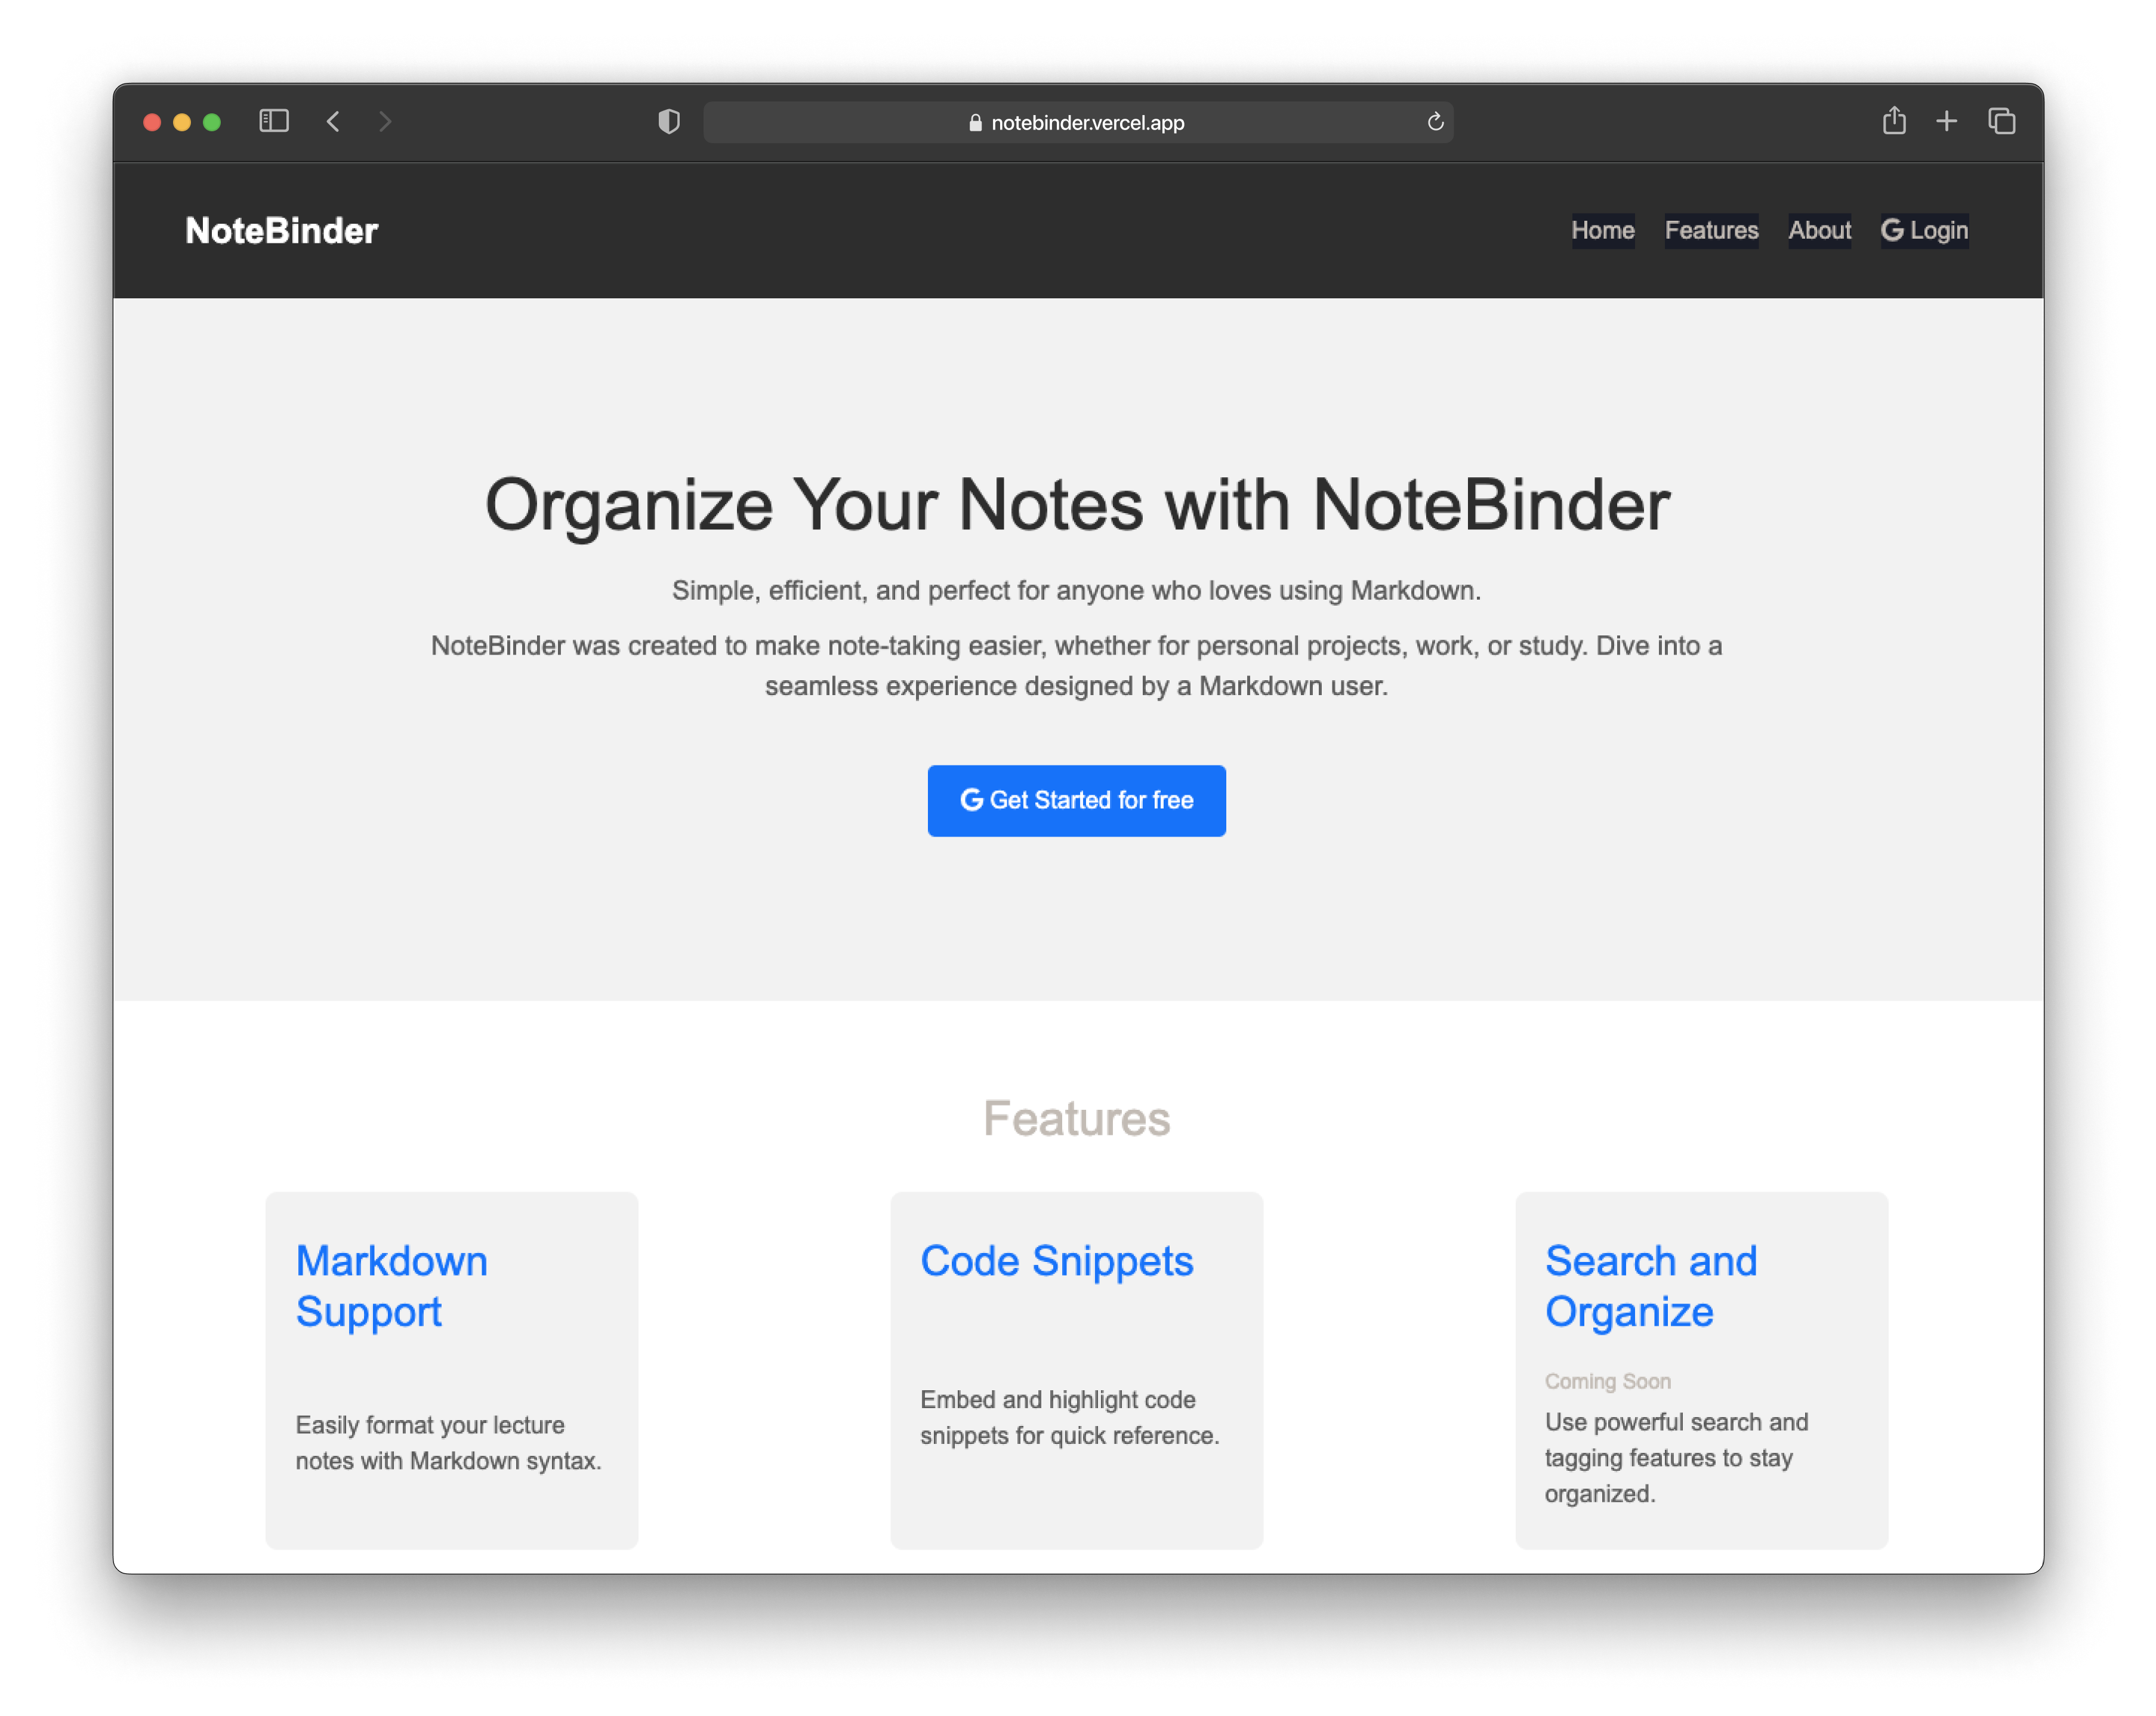 notebinder.vercel.app
NoteBinder
Home Features About G Login
Organize Your Notes with NoteBinder
Simple, efficient, and perfect for anyone who loves using Markdown.
NoteBinder was created to make note-taking easier, whether for personal projects, work, or study. Dive into a
seamless experience designed by a Markdown user.
G Get Started for free
Features
Markdown
Support
Easily format your lecture
notes with Markdown syntax.
Code Snippets
Embed and highlight code
snippets for quick reference.
Search and
Organize
Coming Soon
Use powerful search and
tagging features to stay
organized.